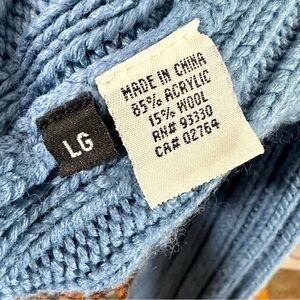 LG
MADE IN CHINA
85% ACRYLIC
15% WOOL
RN# 93330
CA# 02764